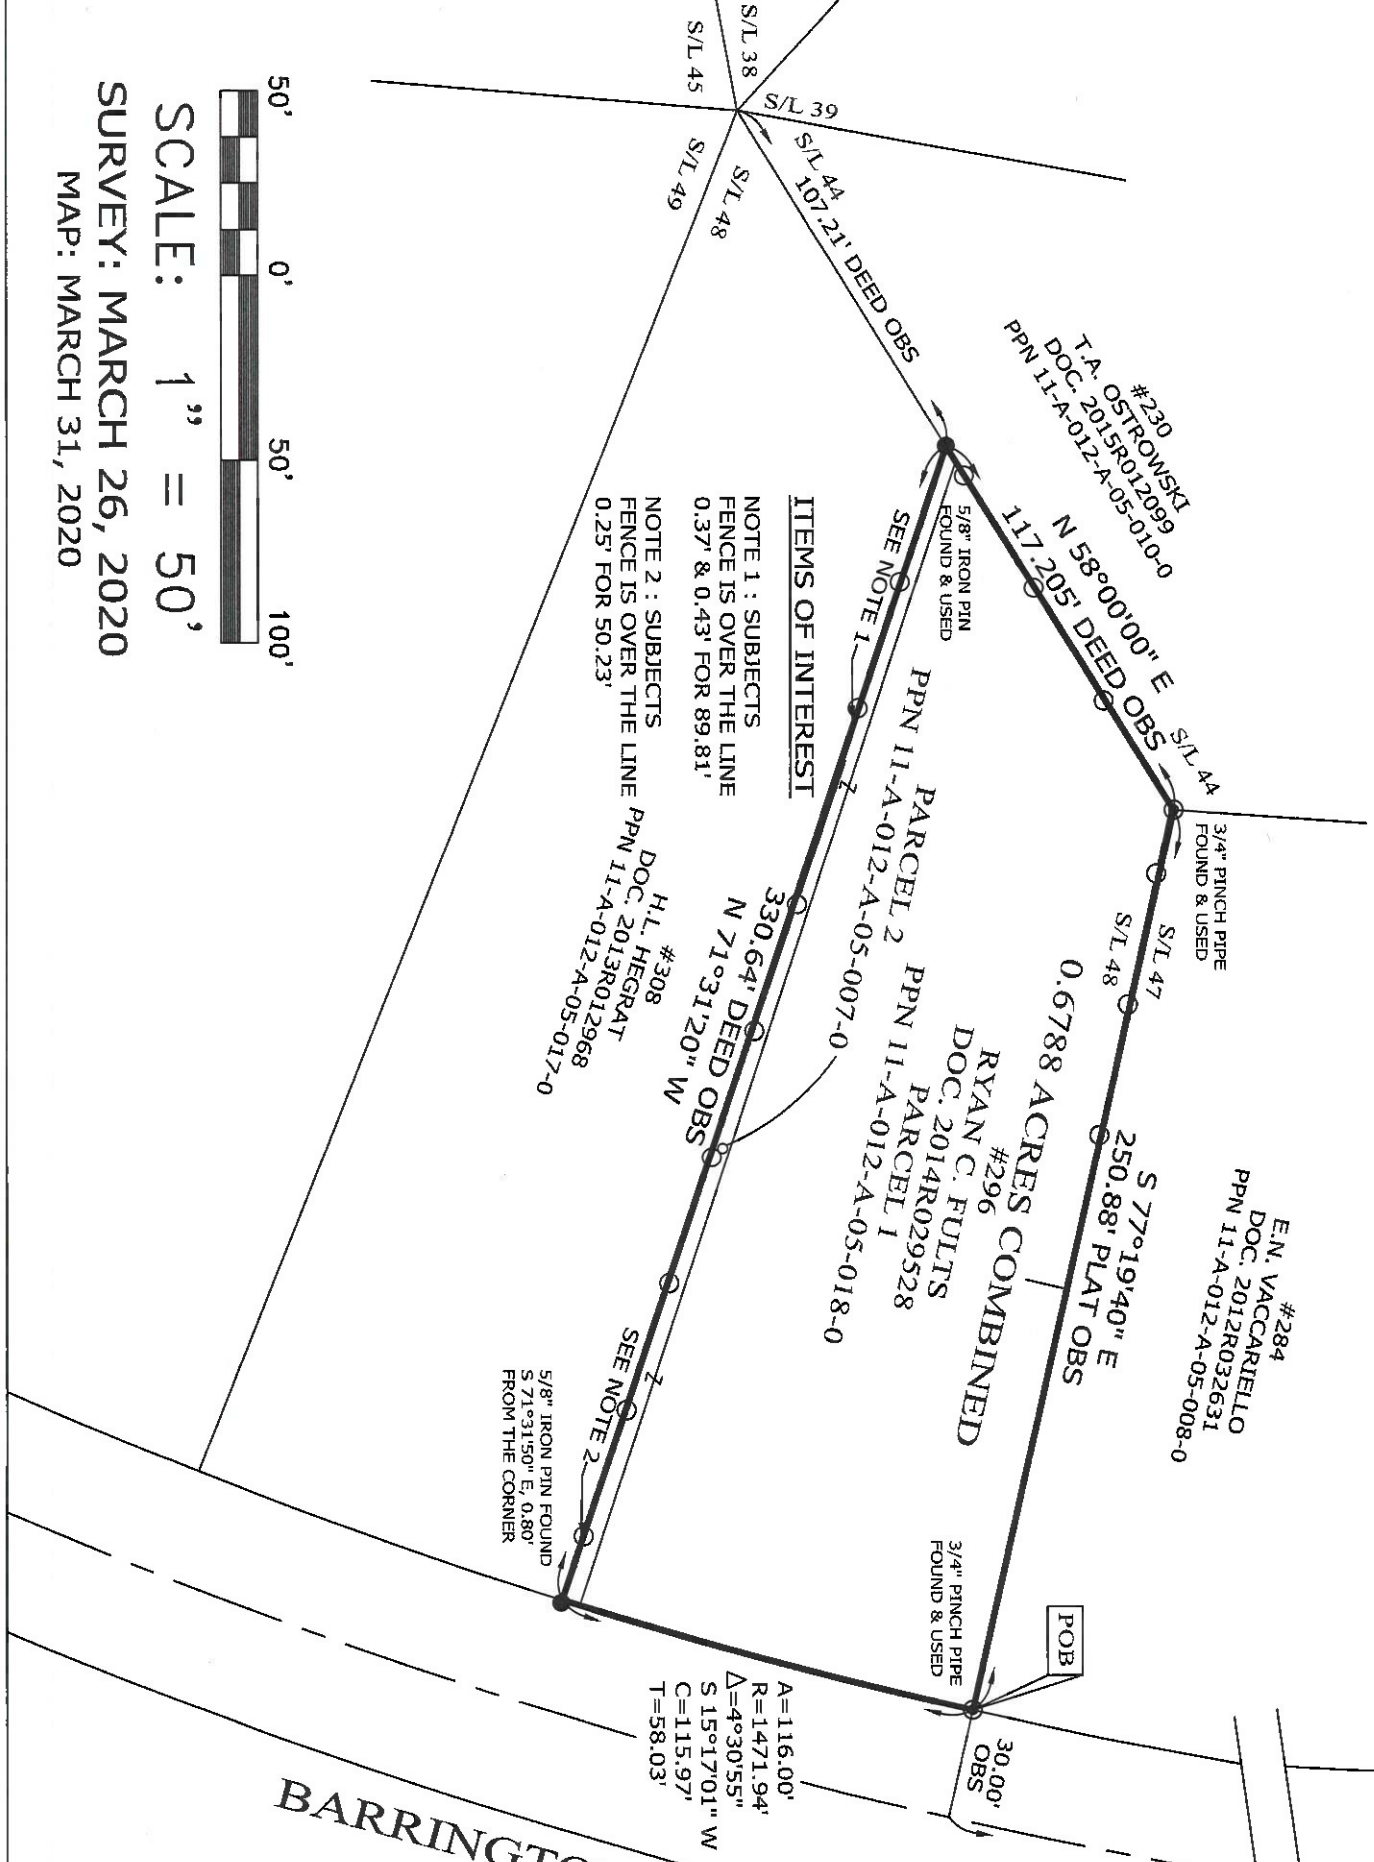 S/L 38
S/L 45
S/L 39
S/L 44
S/L 49
S/L 48
107.21' DEED OBS
#230
T.A. OSTROWSKI
DOC. 2015R012099
PPN 11-A-012-A-05-010-0
N 58°00'00" E
117.205' DEED OBS
S/L 44
3/4" PINCH PIPE
FOUND & USED
5/8" IRON PIN
FOUND & USED
SEE NOTE 1
S/L 47
S/L 48
#284
E.N. VACCARIELLO
DOC. 2012R032631
PPN 11-A-012-A-05-008-0
S 77°19'40" E
250.88' PLAT OBS
0.6788 ACRES COMBINED
#296
RYAN C. FULTS
DOC. 2014R029528
PARCEL 1
PPN 11-A-012-A-05-018-0
PARCEL 2
PPN 11-A-012-A-05-007-0
Z
Z
330.64' DEED OBS
N 71°31'20" W
#308
H.L. HEGRAT
DOC. 2013R012968
PPN 11-A-012-A-05-017-0
SEE NOTE 2
5/8" IRON PIN FOUND
S 71°31'50" E, 0.80'
FROM THE CORNER
3/4" PINCH PIPE
FOUND & USED
POB
30.00'
OBS
A=116.00'
R=1471.94'
Δ=4°30'55"
S 15°17'01" W
C=115.97'
T=58.03'
ITEMS OF INTEREST
NOTE 1 : SUBJECTS
FENCE IS OVER THE LINE
0.37' & 0.43' FOR 89.81'
NOTE 2 : SUBJECTS
FENCE IS OVER THE LINE
0.25' FOR 50.23'
50' 0' 50' 100'
SCALE: 1" = 50'
SURVEY: MARCH 26, 2020
MAP: MARCH 31, 2020
BARRINGTO